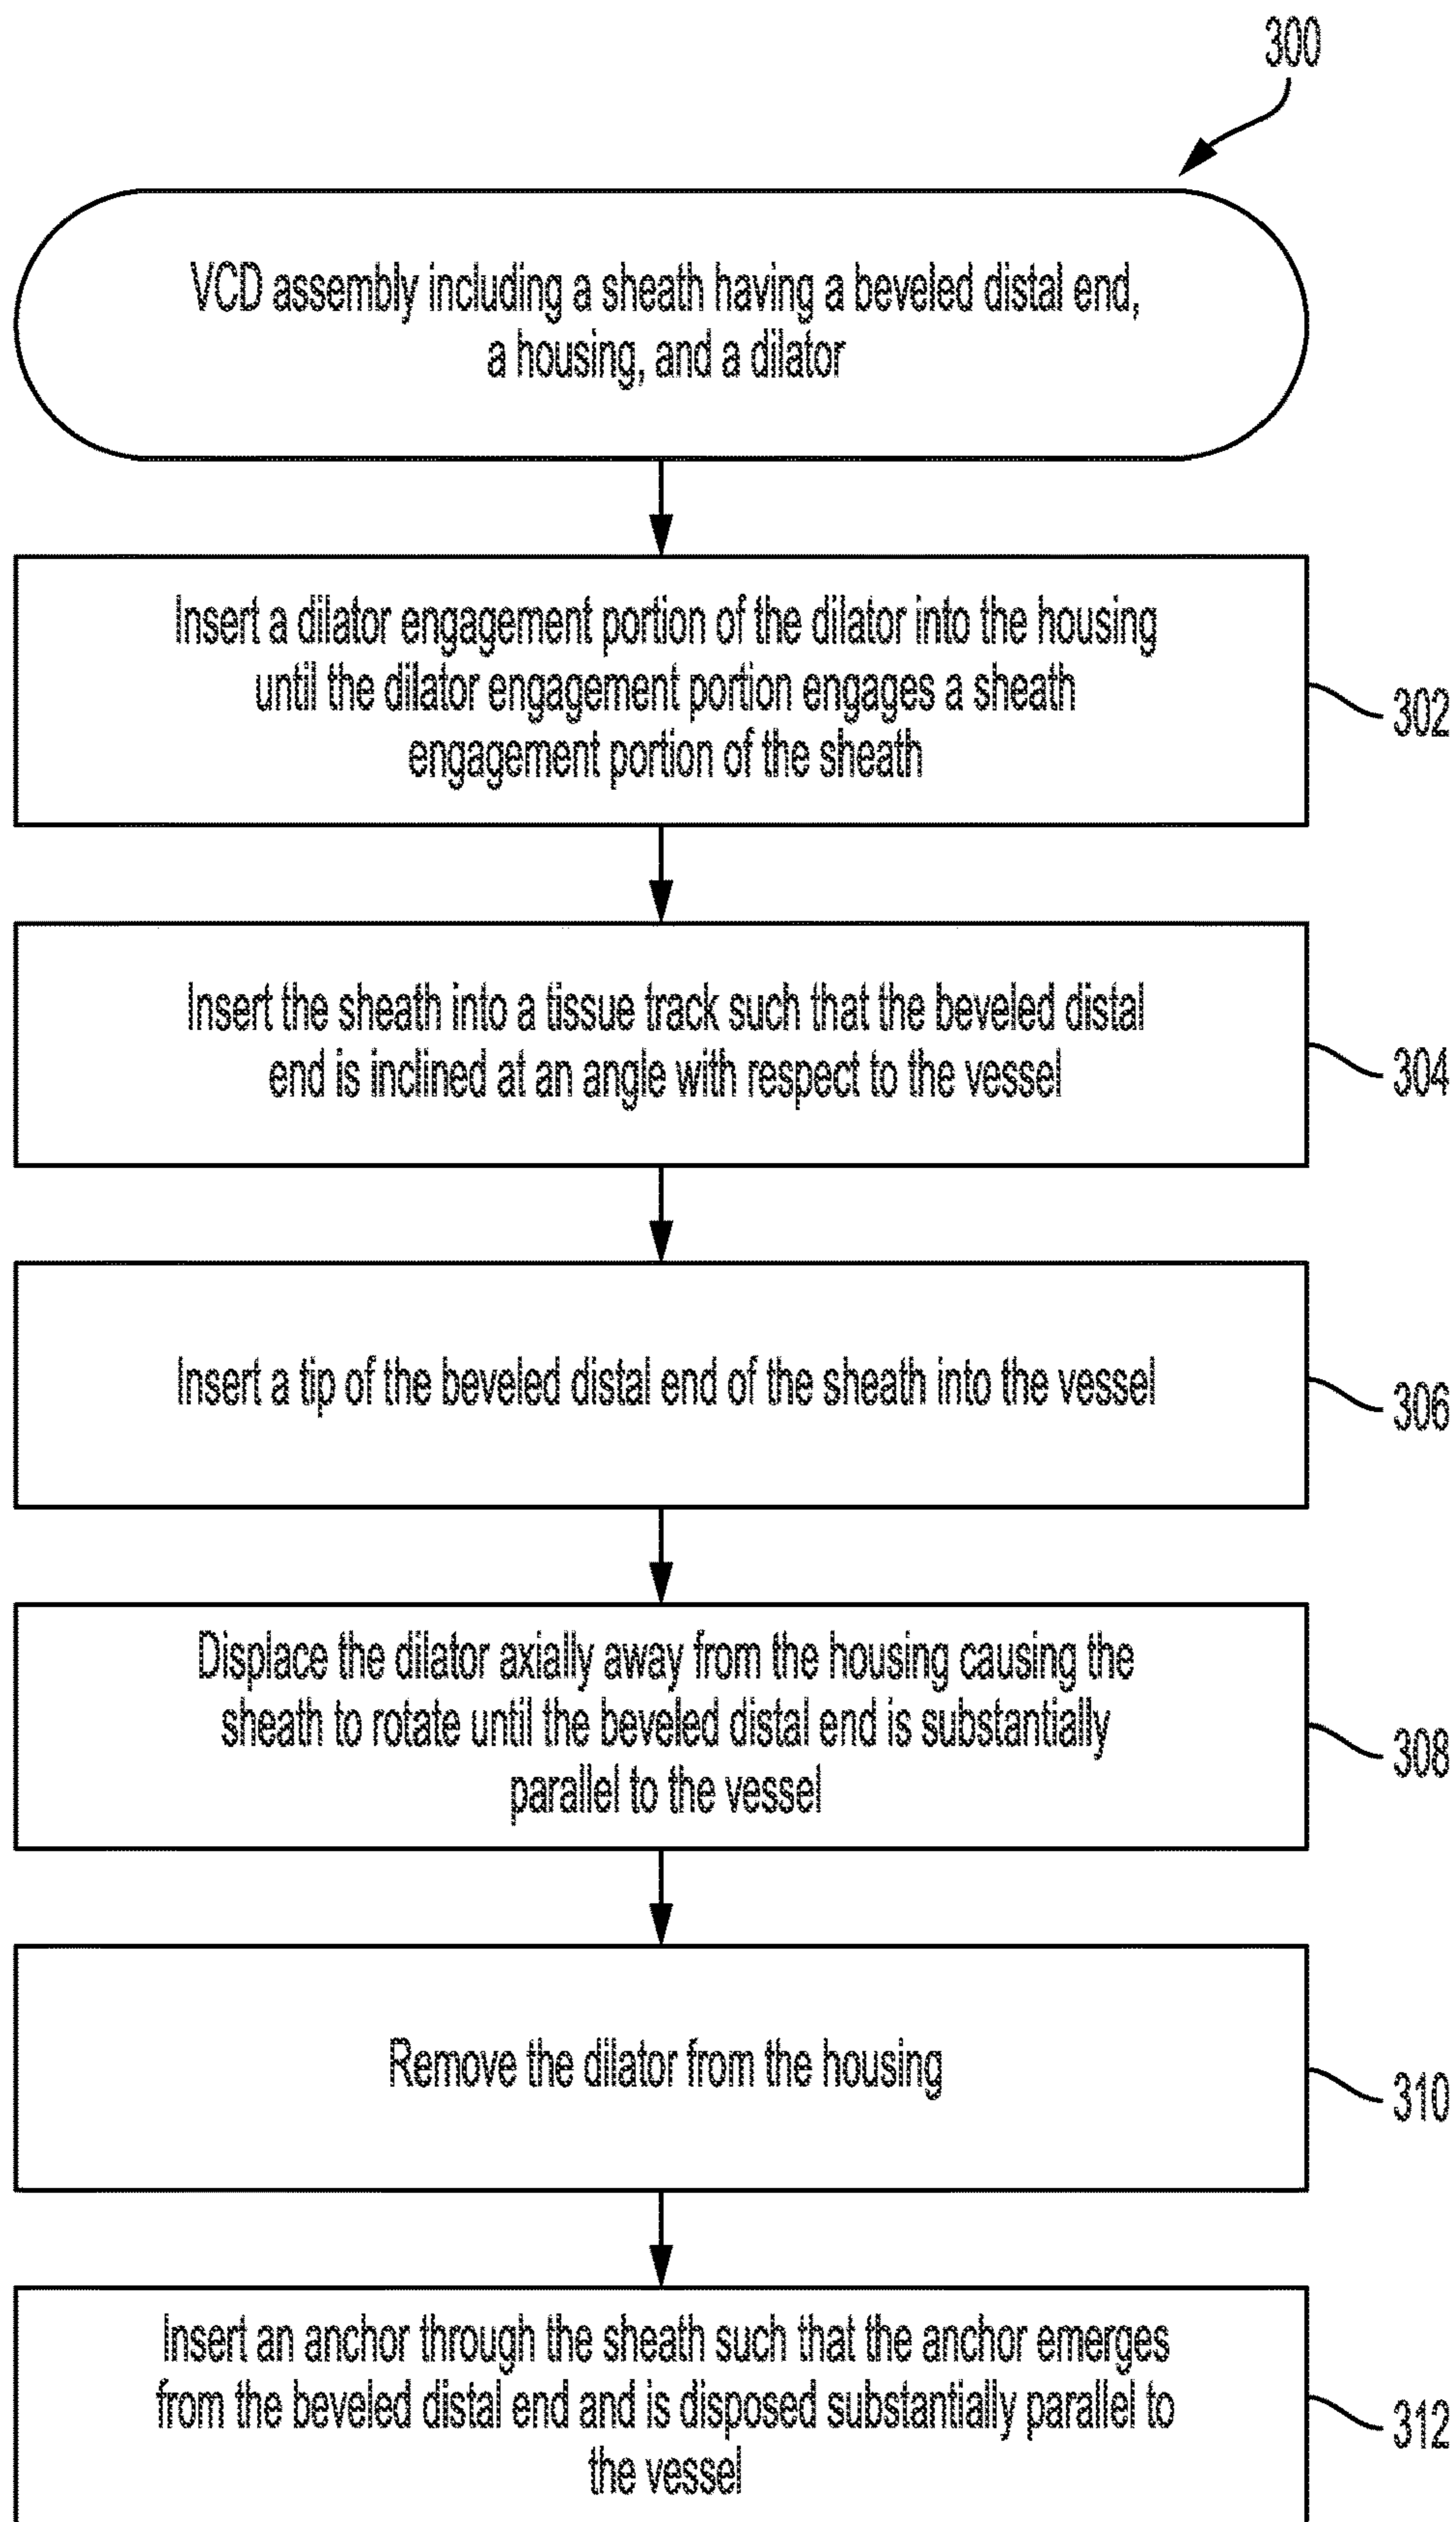 300
VCD assembly including a sheath having a beveled distal end,
a housing, and a dilator
Insert a dilator engagement portion of the dilator into the housing
until the dilator engagement portion engages a sheath
engagement portion of the sheath
302
Insert the sheath into a tissue track such that the beveled distal
end is inclined at an angle with respect to the vessel
304
Insert a tip of the beveled distal end of the sheath into the vessel
306
Displace the dilator axially away from the housing causing the
sheath to rotate until the beveled distal end is substantially
parallel to the vessel
308
Remove the dilator from the housing
310
Insert an anchor through the sheath such that the anchor emerges
from the beveled distal end and is disposed substantially parallel to
the vessel
312